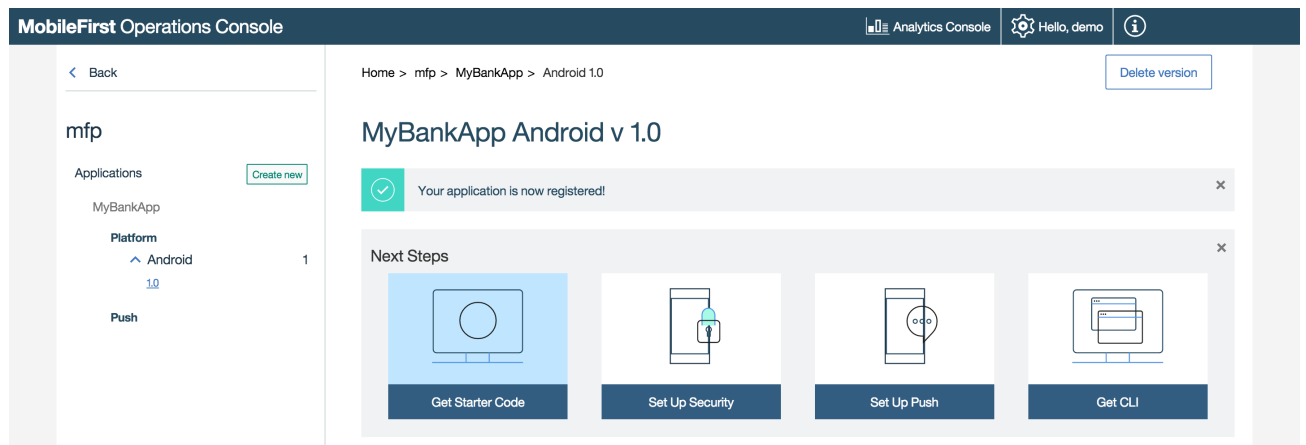 MobileFirst Operations Console
Analytics Console
Hello, demo
Back
mfp
Applications
Create new
MyBankApp
Platform
Android 1
1.0
Push
Home > mfp > MyBankApp > Android 1.0
Delete version
MyBankApp Android v 1.0
Your application is now registered!
Next Steps
Get Starter Code
Set Up Security
Set Up Push
Get CLI